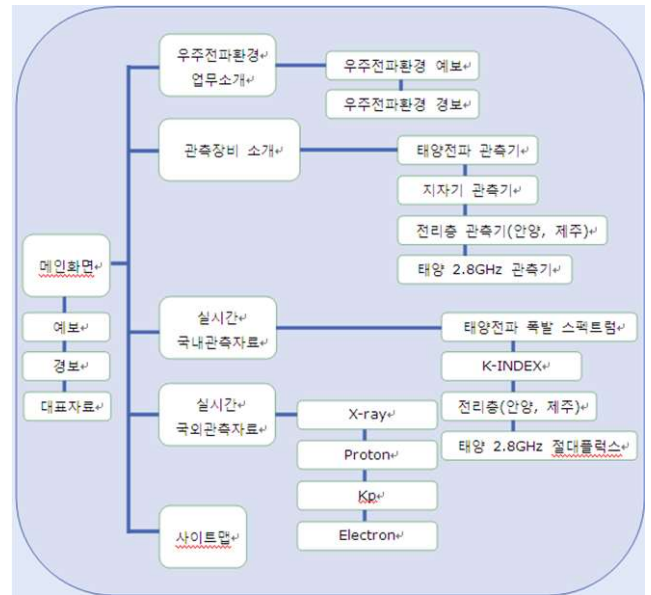 우주전파환경
업무소개
우주전파환경 예보
우주전파환경 경보
관측장비 소개
태양전파 관측기
지자기 관측기
전리층 관측기(안양, 제주)
태양 2.8GHz 관측기
메인화면
예보
경보
대표자료
실시간
국내관측자료
태양전파 폭발 스펙트럼
K-INDEX
전리층(안양, 제주)
태양 2.8GHz 절대플럭스
실시간
국외관측자료
X-ray
Proton
Kp
Electron
사이트맵